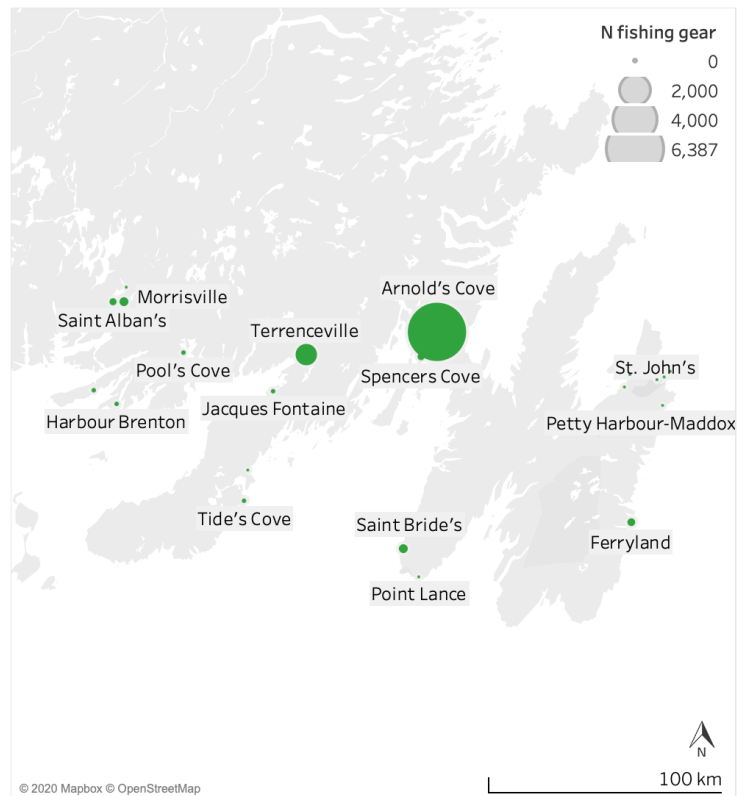 N fishing gear
0
2,000
4,000
6,387
Arnold's Cove
Morrisville
Saint Alban's
Terrenceville
Pool's Cove
Spencers Cove
St. John's
Jacques Fontaine
Harbour Brenton
Petty Harbour-Maddox
Tide's Cove
Saint Bride's
Ferryland
Point Lance
N
100 km
© 2020 Mapbox © OpenStreetMap